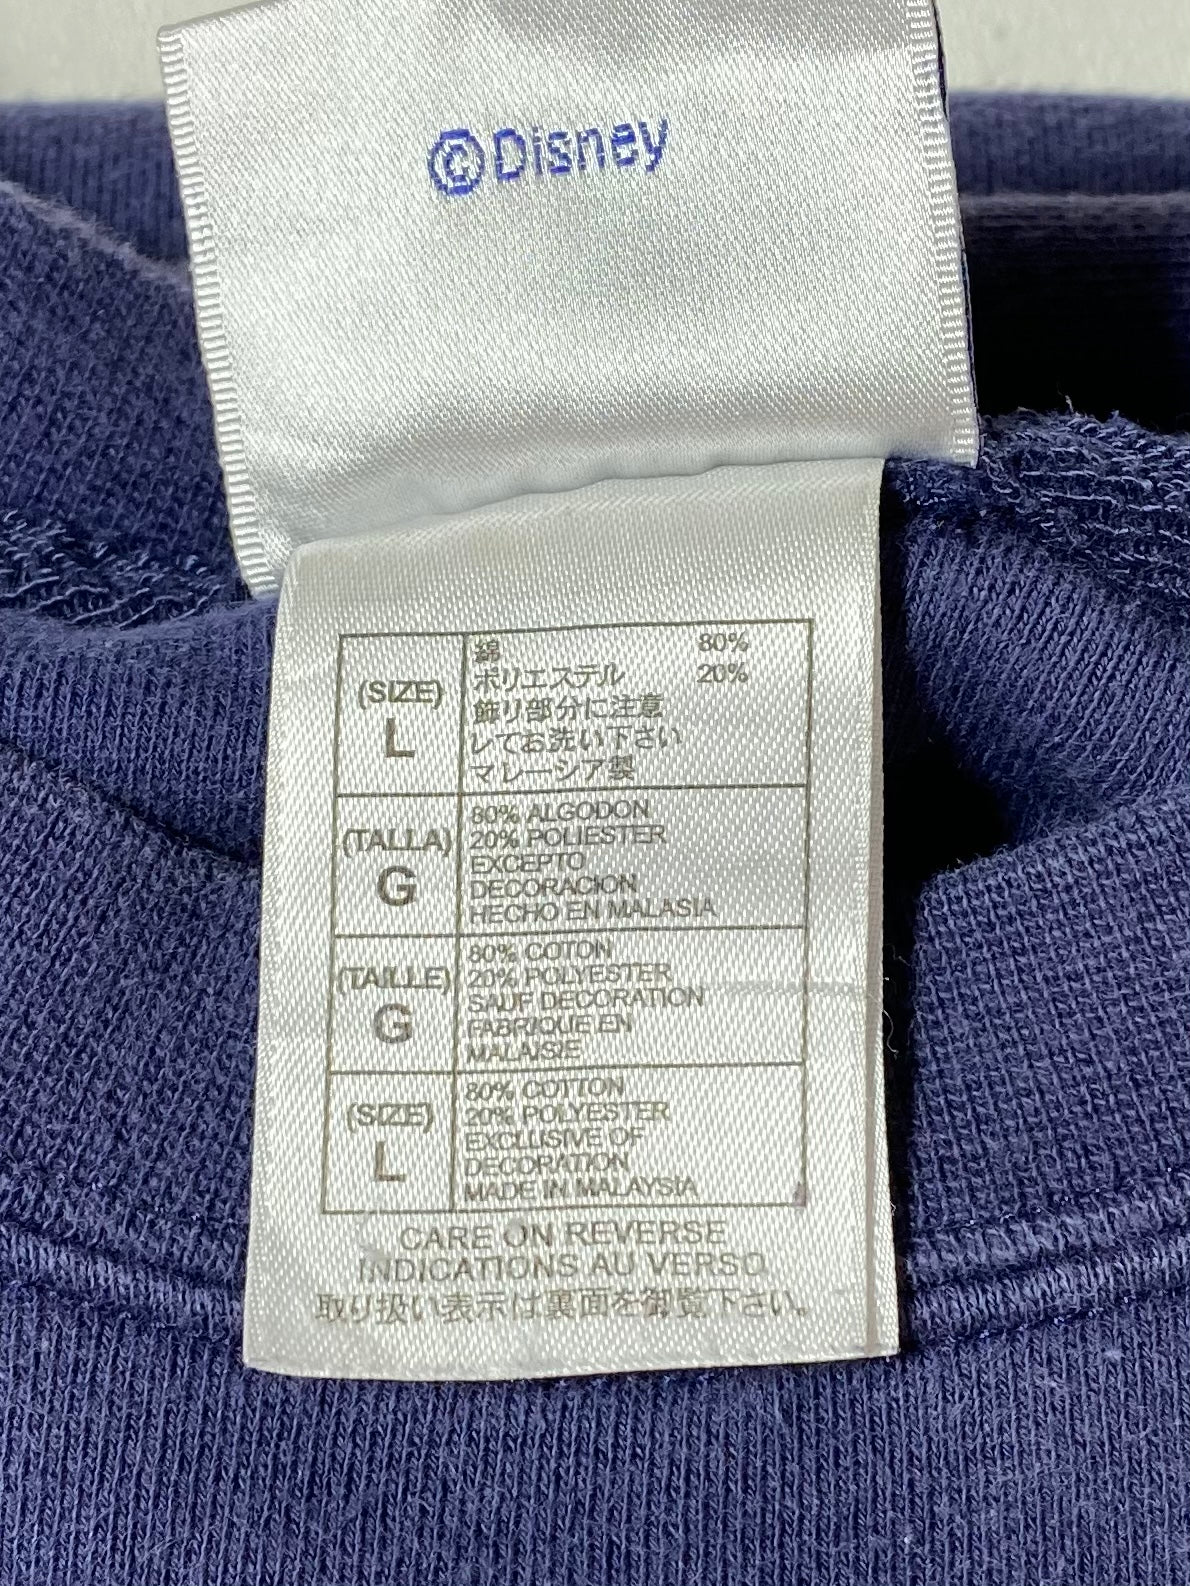 ©Disney
(SIZE)
L
綿 80%
ポリエステル 20%
飾り部分に注意
してお洗い下さい
マレーシア製
(TALLA)
G
80% ALGODON
20% POLIESTER
EXCEPTO
DECORACION
HECHO EN MALASIA
(TAILLE)
G
80% COTON
20% POLYESTER
SAUF DECORATION
FABRIQUE EN
MALAISIE
(SIZE)
L
80% COTTON
20% POLYESTER
EXCLUSIVE OF
DECORATION
MADE IN MALAYSIA
CARE ON REVERSE
INDICATIONS AU VERSO
取り扱い表示は裏面を御覧下さい。